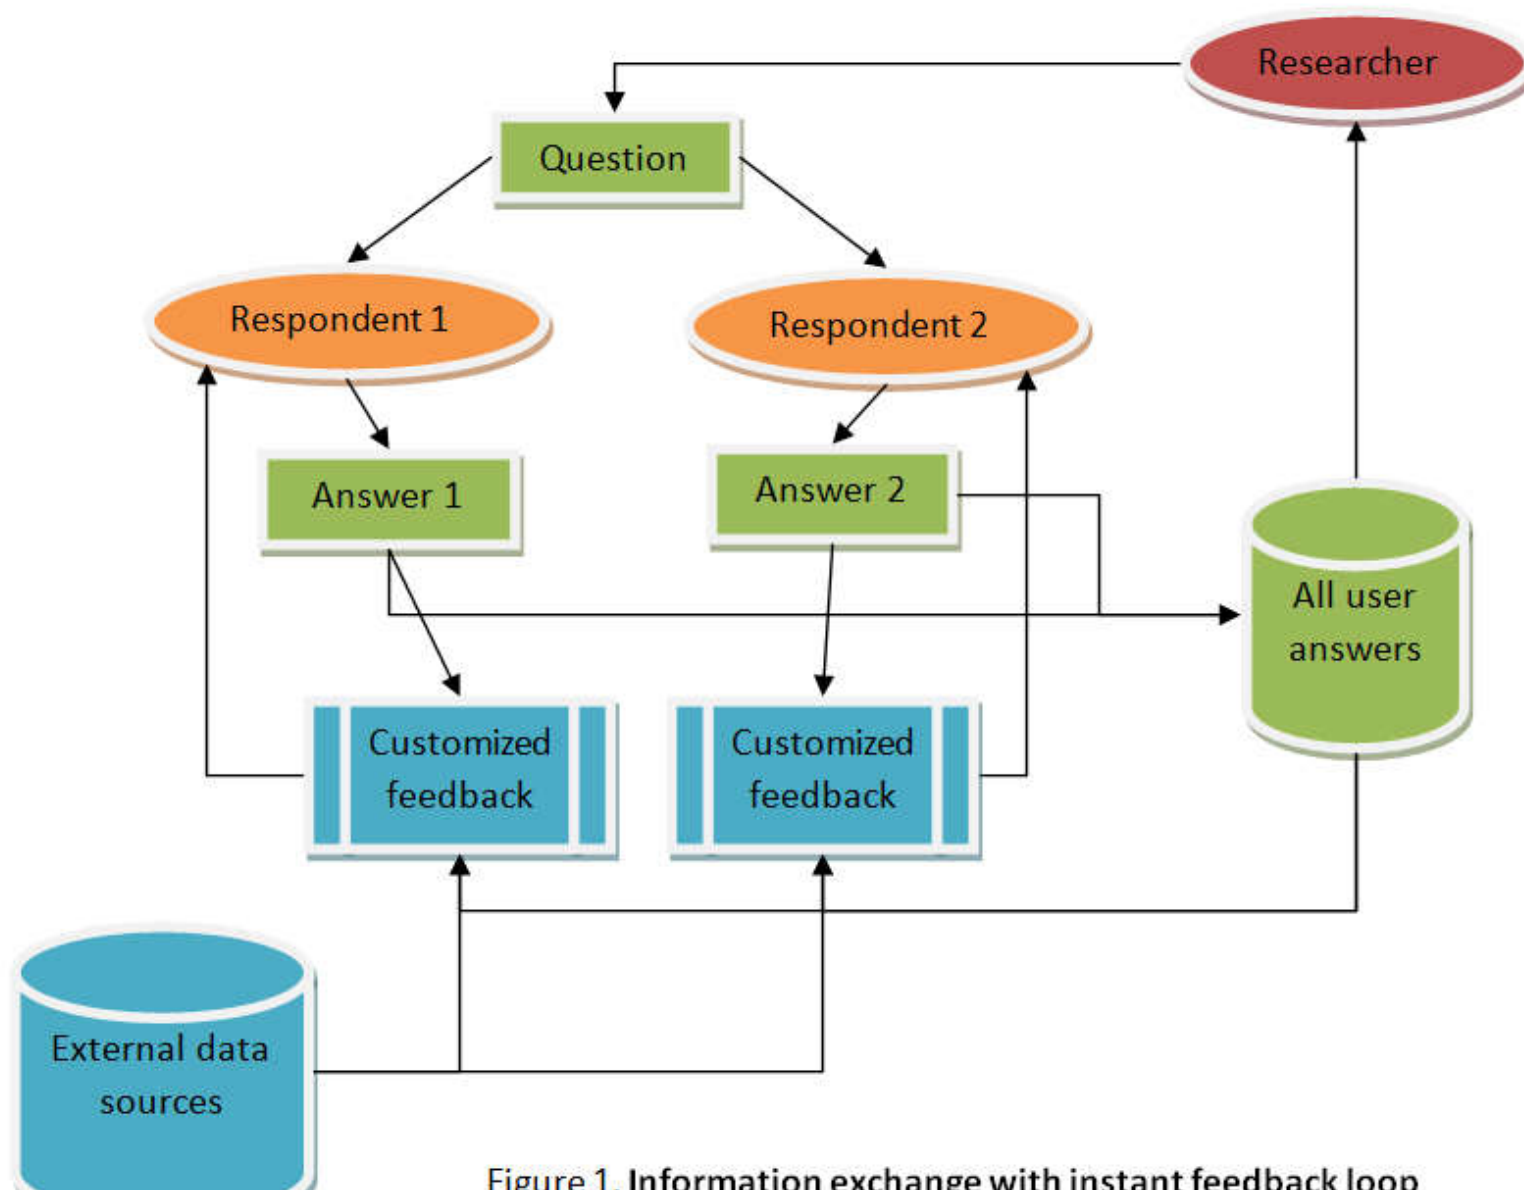 Researcher
Question
Respondent 1
Respondent 2
Answer 1
Answer 2
All user
answers
Customized
feedback
Customized
feedback
External data
sources
Figure 1. Information exchange with instant feedback loop